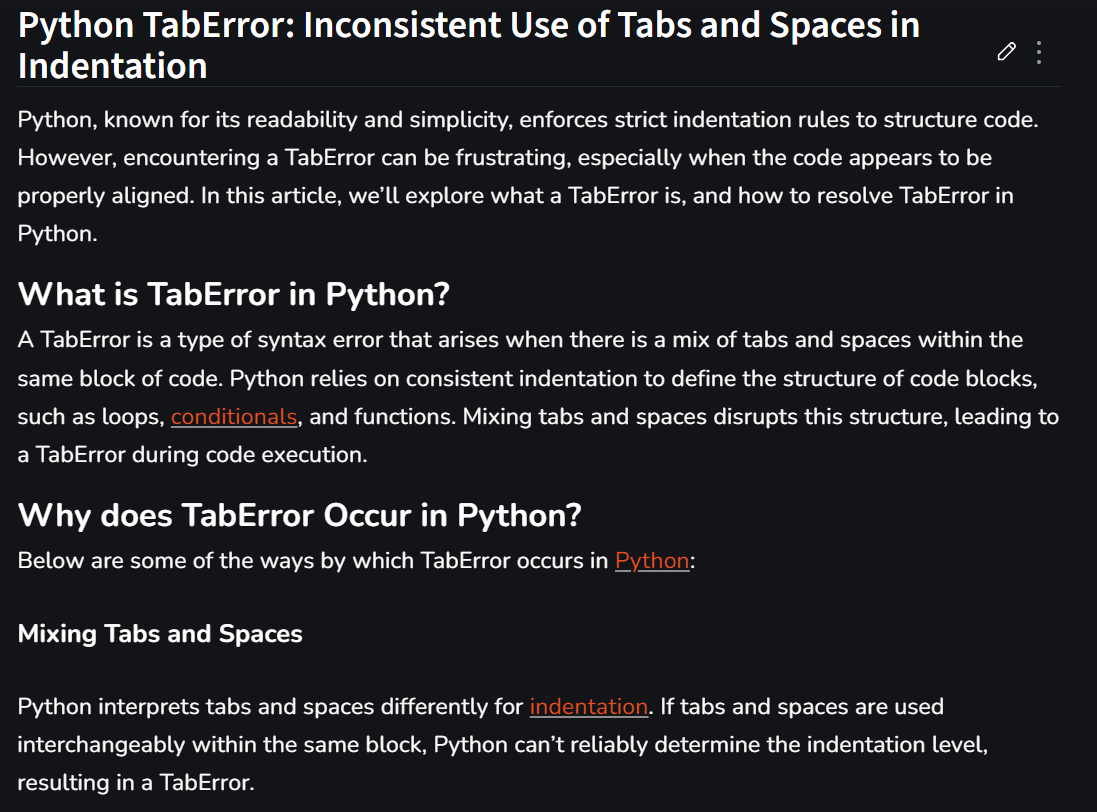 Python TabError: Inconsistent Use of Tabs and Spaces in
Indentation
Python, known for its readability and simplicity, enforces strict indentation rules to structure code.
However, encountering a TabError can be frustrating, especially when the code appears to be
properly aligned. In this article, we’ll explore what a TabError is, and how to resolve TabError in
Python.
What is TabError in Python?
A TabError is a type of syntax error that arises when there is a mix of tabs and spaces within the
same block of code. Python relies on consistent indentation to define the structure of code blocks,
such as loops, conditionals, and functions. Mixing tabs and spaces disrupts this structure, leading to
a TabError during code execution.
Why does TabError Occur in Python?
Below are some of the ways by which TabError occurs in Python:
Mixing Tabs and Spaces
Python interprets tabs and spaces differently for indentation. If tabs and spaces are used
interchangeably within the same block, Python can’t reliably determine the indentation level,
resulting in a TabError.